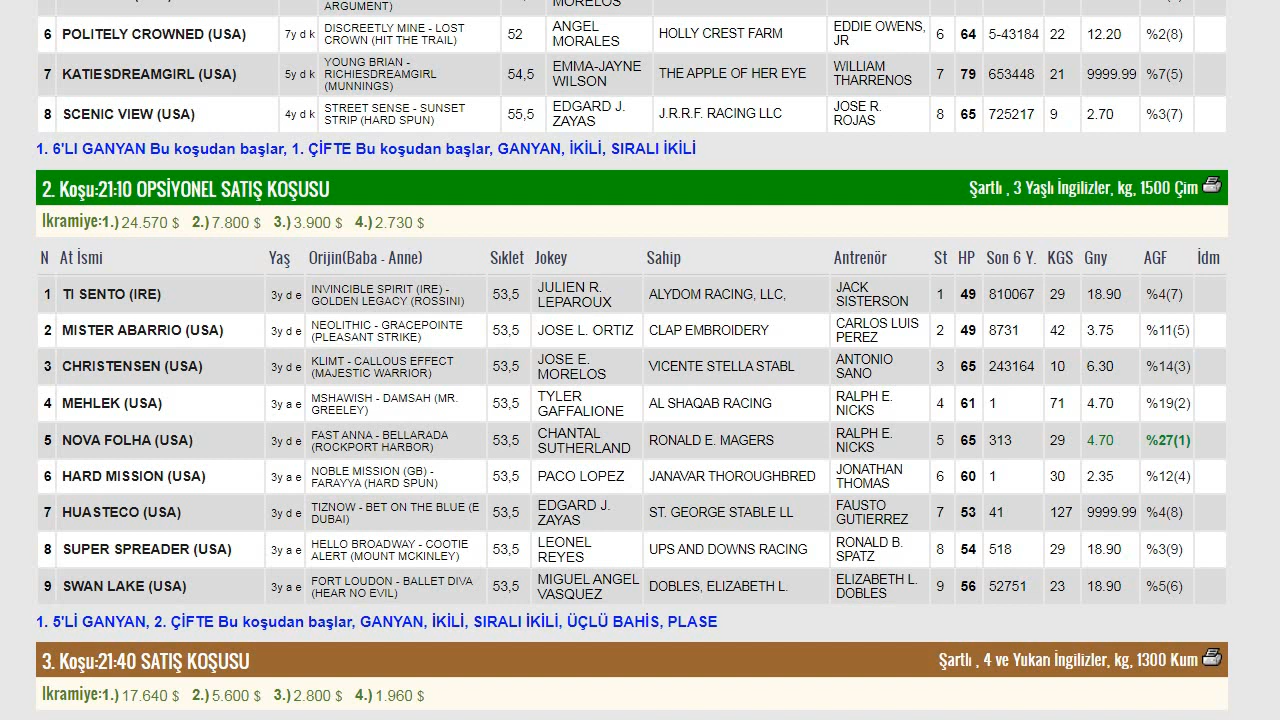 ARGUMENT) MORELOS
6 POLITELY CROWNED (USA) 7y d k DISCREETLY MINE - LOST CROWN (HIT THE TRAIL) 52 ANGEL MORALES HOLLY CREST FARM EDDIE OWENS, JR 6 64 5-43184 22 12.20 %2(8)
7 KATIESDREAMGIRL (USA) 5y d k YOUNG BRIAN - RICHIESDREAMGIRL (MUNNINGS) 54,5 EMMA-JAYNE WILSON THE APPLE OF HER EYE WILLIAM THARRENOS 7 79 653448 21 9999.99 %7(5)
8 SCENIC VIEW (USA) 4y d k STREET SENSE - SUNSET STRIP (HARD SPUN) 55,5 EDGARD J. ZAYAS J.R.R.F. RACING LLC JOSE R. ROJAS 8 65 725217 9 2.70 %3(7)
1. 6'LI GANYAN Bu koşudan başlar, 1. ÇİFTE Bu koşudan başlar, GANYAN, İKİLİ, SIRALI İKİLİ
2. Koşu:21:10 OPSİYONEL SATIŞ KOŞUSU Şartlı , 3 Yaşlı İngilizler, kg, 1500 Çim
Ikramiye:1.) 24.570 $ 2.) 7.800 $ 3.) 3.900 $ 4.) 2.730 $
N At İsmi Yaş Orijin(Baba - Anne) Sıklet Jokey Sahip Antrenör St HP Son 6 Y. KGS Gny AGF İdm
1 TI SENTO (IRE) 3y d e INVINCIBLE SPIRIT (IRE) - GOLDEN LEGACY (ROSSINI) 53,5 JULIEN R. LEPAROUX ALYDOM RACING, LLC, JACK SISTERSON 1 49 810067 29 18.90 %4(7)
2 MISTER ABARRIO (USA) 3y d e NEOLITHIC - GRACEPOINTE (PLEASANT STRIKE) 53,5 JOSE L. ORTIZ CLAP EMBROIDERY CARLOS LUIS PEREZ 2 49 8731 42 3.75 %11(5)
3 CHRISTENSEN (USA) 3y d e KLIMT - CALLOUS EFFECT (MAJESTIC WARRIOR) 53,5 JOSE E. MORELOS VICENTE STELLA STABL ANTONIO SANO 3 65 243164 10 6.30 %14(3)
4 MEHLEK (USA) 3y a e MSHAWISH - DAMSAH (MR. GREELEY) 53,5 TYLER GAFFALIONE AL SHAQAB RACING RALPH E. NICKS 4 61 1 71 4.70 %19(2)
5 NOVA FOLHA (USA) 3y d e FAST ANNA - BELLARADA (ROCKPORT HARBOR) 53,5 CHANTAL SUTHERLAND RONALD E. MAGERS RALPH E. NICKS 5 65 313 29 4.70 %27(1)
6 HARD MISSION (USA) 3y a e NOBLE MISSION (GB) - FARAYYA (HARD SPUN) 53,5 PACO LOPEZ JANAVAR THOROUGHBRED JONATHAN THOMAS 6 60 1 30 2.35 %12(4)
7 HUASTECO (USA) 3y d e TIZNOW - BET ON THE BLUE (E DUBAI) 53,5 EDGARD J. ZAYAS ST. GEORGE STABLE LL FAUSTO GUTIERREZ 7 53 41 127 9999.99 %4(8)
8 SUPER SPREADER (USA) 3y a e HELLO BROADWAY - COOTIE ALERT (MOUNT MCKINLEY) 53,5 LEONEL REYES UPS AND DOWNS RACING RONALD B. SPATZ 8 54 518 29 18.90 %3(9)
9 SWAN LAKE (USA) 3y a e FORT LOUDON - BALLET DIVA (HEAR NO EVIL) 53,5 MIGUEL ANGEL VASQUEZ DOBLES, ELIZABETH L. ELIZABETH L. DOBLES 9 56 52751 23 18.90 %5(6)
1. 5'Lİ GANYAN, 2. ÇİFTE Bu koşudan başlar, GANYAN, İKİLİ, SIRALI İKİLİ, ÜÇLÜ BAHİS, PLASE
3. Koşu:21:40 SATIŞ KOŞUSU Şartlı , 4 ve Yukarı İngilizler, kg, 1300 Kum
Ikramiye:1.) 17.640 $ 2.) 5.600 $ 3.) 2.800 $ 4.) 1.960 $